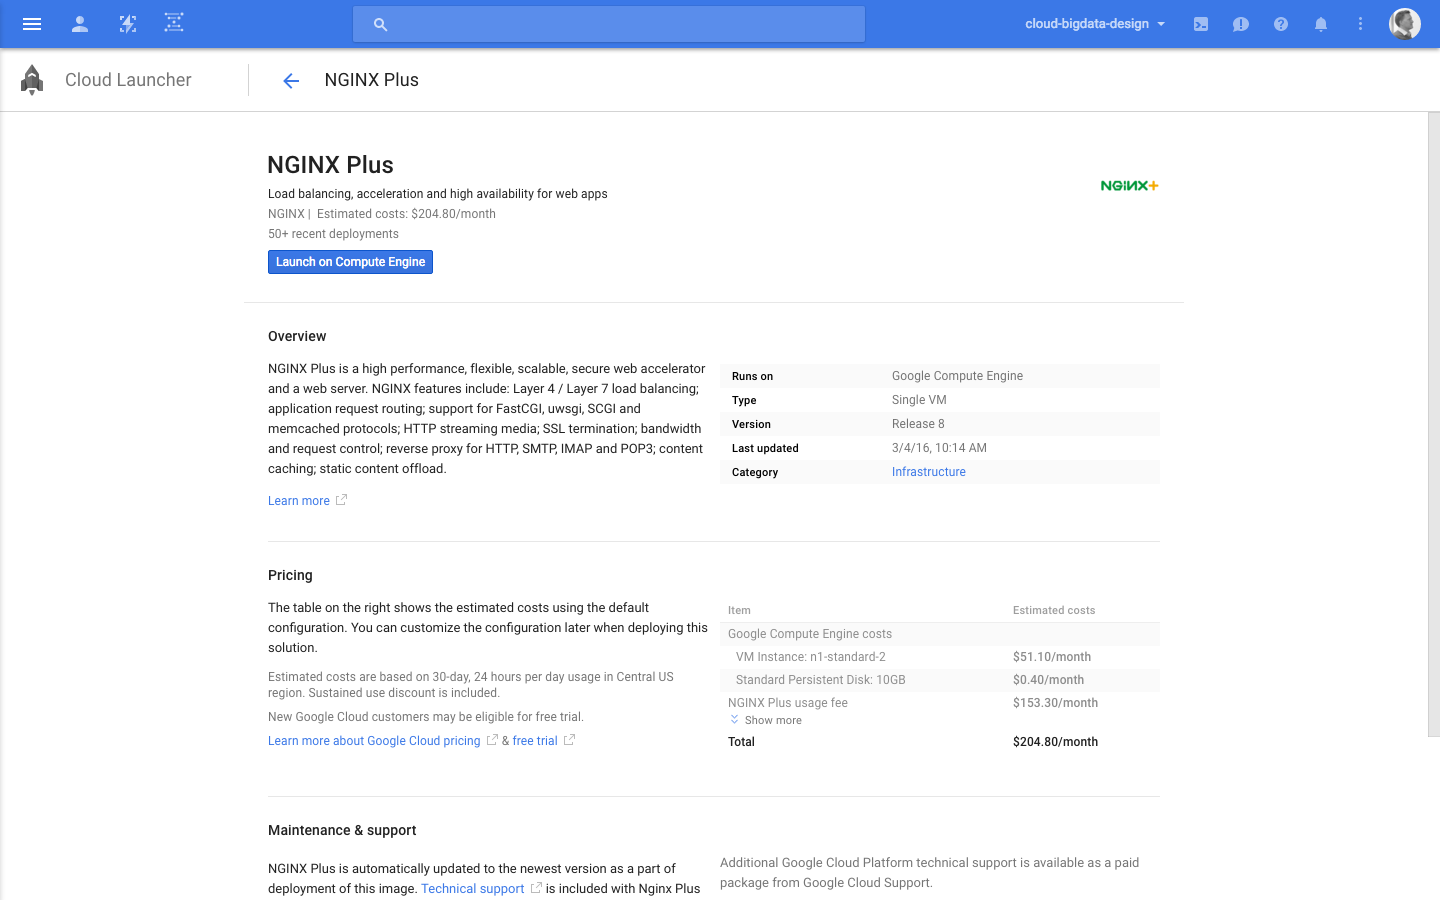 cloud-bigdata-design
Cloud Launcher
NGINX Plus
NGINX Plus
NGINX+
Load balancing, acceleration and high availability for web apps
NGINX | Estimated costs: $204.80/month
50+ recent deployments
Launch on Compute Engine
Overview
NGINX Plus is a high performance, flexible, scalable, secure web accelerator
and a web server. NGINX features include: Layer 4 / Layer 7 load balancing;
application request routing; support for FastCGI, uwsgi, SCGI and
memcached protocols; HTTP streaming media; SSL termination; bandwidth
and request control; reverse proxy for HTTP, SMTP, IMAP and POP3; content
caching; static content offload.
Learn more
Runs on Google Compute Engine
Type Single VM
Version Release 8
Last updated 3/4/16, 10:14 AM
Category Infrastructure
Pricing
The table on the right shows the estimated costs using the default
configuration. You can customize the configuration later when deploying this
solution.
Estimated costs are based on 30-day, 24 hours per day usage in Central US
region. Sustained use discount is included.
New Google Cloud customers may be eligible for free trial.
Learn more about Google Cloud pricing & free trial
Item Estimated costs
Google Compute Engine costs
VM Instance: n1-standard-2 $51.10/month
Standard Persistent Disk: 10GB $0.40/month
NGINX Plus usage fee $153.30/month
Show more
Total $204.80/month
Maintenance & support
NGINX Plus is automatically updated to the newest version as a part of
deployment of this image. Technical support is included with Nginx Plus
Additional Google Cloud Platform technical support is available as a paid
package from Google Cloud Support.